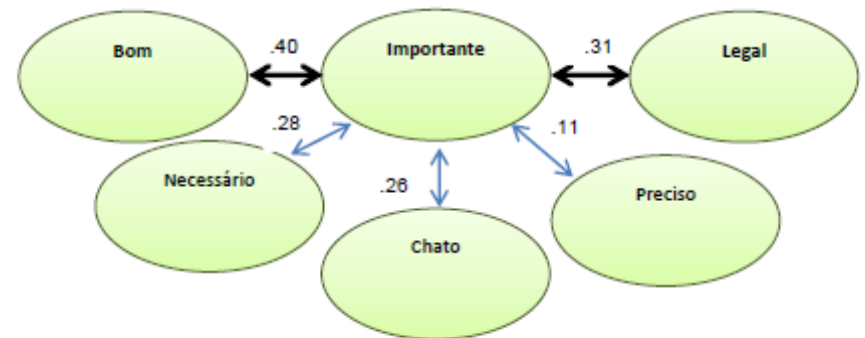 Bom
.40
Importante
.31
Legal
.28
.11
Necessário
.26
Preciso
Chato